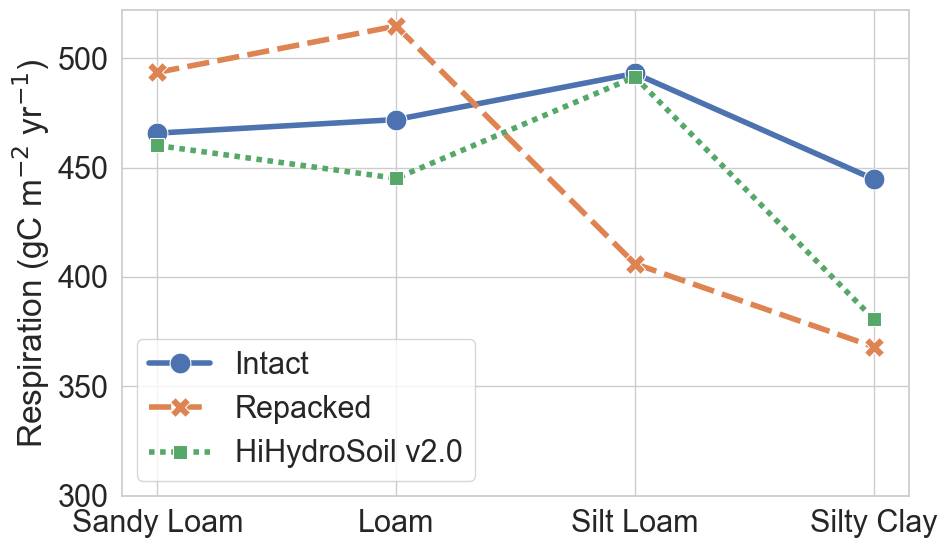 Respiration (gC m⁻² yr⁻¹)
500
450
400
350
300
Intact
Repacked
HiHydroSoil v2.0
Sandy Loam
Loam
Silt Loam
Silty Clay